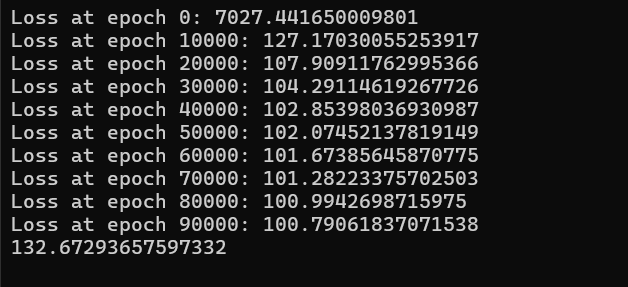 Loss at epoch 0: 7027.441650009801
Loss at epoch 10000: 127.17030055253917
Loss at epoch 20000: 107.90911762995366
Loss at epoch 30000: 104.29114619267726
Loss at epoch 40000: 102.85398036930987
Loss at epoch 50000: 102.07452137819149
Loss at epoch 60000: 101.67385645870775
Loss at epoch 70000: 101.28223375702503
Loss at epoch 80000: 100.9942698715975
Loss at epoch 90000: 100.79061837071538
132.67293657597332